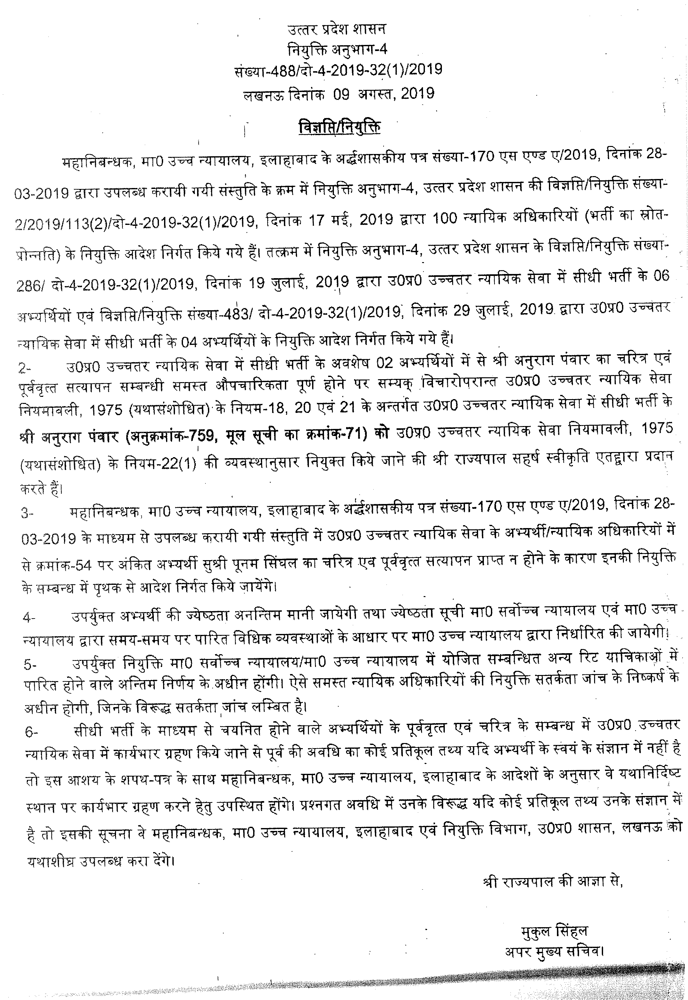 उत्तर प्रदेश शासन
नियुक्ति अनुभाग-4
संख्या-488/दो-4-2019-32(1)/2019
लखनऊ दिनांक 09 अगस्त, 2019
विज्ञप्ति/नियुक्ति
महानिबन्धक, मा0 उच्च न्यायालय, इलाहाबाद के अर्द्धशासकीय पत्र संख्या-170 एस एण्ड ए/2019, दिनांक 28-
03-2019 द्वारा उपलब्ध करायी गयी संस्तुति के क्रम में नियुक्ति अनुभाग-4, उत्तर प्रदेश शासन की विज्ञप्ति/नियुक्ति संख्या-
2/2019/113(2)/दो-4-2019-32(1)/2019, दिनांक 17 मई, 2019 द्वारा 100 न्यायिक अधिकारियों (भर्ती का स्रोत-
प्रोन्नति) के नियुक्ति आदेश निर्गत किये गये हैं। तत्क्रम में नियुक्ति अनुभाग-4, उत्तर प्रदेश शासन के विज्ञप्ति/नियुक्ति संख्या-
286/ दो-4-2019-32(1)/2019, दिनांक 19 जुलाई, 2019 द्वारा उ0प्र0 उच्चतर न्यायिक सेवा में सीधी भर्ती के 06
अभ्यर्थियों एवं विज्ञप्ति/नियुक्ति संख्या-483/ दो-4-2019-32(1)/2019, दिनांक 29 जुलाई, 2019 द्वारा उ0प्र0 उच्चतर
न्यायिक सेवा में सीधी भर्ती के 04 अभ्यर्थियों के नियुक्ति आदेश निर्गत किये गये हैं।
2- उ0प्र0 उच्चतर न्यायिक सेवा में सीधी भर्ती के अवशेष 02 अभ्यर्थियों में से श्री अनुराग पंवार का चरित्र एवं
पूर्ववृत्त सत्यापन सम्बन्धी समस्त औपचारिकता पूर्ण होने पर सम्यक् विचारोपरान्त उ0प्र0 उच्चतर न्यायिक सेवा
नियमावली, 1975 (यथासंशोधित) के नियम-18, 20 एवं 21 के अन्तर्गत उ0प्र0 उच्चतर न्यायिक सेवा में सीधी भर्ती के
श्री अनुराग पंवार (अनुक्रमांक-759, मूल सूची का क्रमांक-71) को उ0प्र0 उच्चतर न्यायिक सेवा नियमावली, 1975
(यथासंशोधित) के नियम-22(1) की व्यवस्थानुसार नियुक्त किये जाने की श्री राज्यपाल सहर्ष स्वीकृति एतद्द्वारा प्रदान
करते हैं।
3- महानिबन्धक, मा0 उच्च न्यायालय, इलाहाबाद के अर्द्धशासकीय पत्र संख्या-170 एस एण्ड ए/2019, दिनांक 28-
03-2019 के माध्यम से उपलब्ध करायी गयी संस्तुति में उ0प्र0 उच्चतर न्यायिक सेवा के अभ्यर्थी/न्यायिक अधिकारियों में
से क्रमांक-54 पर अंकित अभ्यर्थी सुश्री पूनम सिंघल का चरित्र एव पूर्ववृत्त सत्यापन प्राप्त न होने के कारण इनकी नियुक्ति
के सम्बन्ध में पृथक से आदेश निर्गत किये जायेंगे।
4- उपर्युक्त अभ्यर्थी की ज्येष्ठता अनन्तिम मानी जायेगी तथा ज्येष्ठता सूची मा0 सर्वोच्च न्यायालय एवं मा0 उच्च
न्यायालय द्वारा समय-समय पर पारित विधिक व्यवस्थाओं के आधार पर मा0 उच्च न्यायालय द्वारा निर्धारित की जायेगी।
5- उपर्युक्त नियुक्ति मा0 सर्वोच्च न्यायालय/मा0 उच्च न्यायालय में योजित सम्बन्धित अन्य रिट याचिकाओं में
पारित होने वाले अन्तिम निर्णय के अधीन होंगी। ऐसे समस्त न्यायिक अधिकारियों की नियुक्ति सतर्कता जांच के निष्कर्ष के
अधीन होगी, जिनके विरूद्ध सतर्कता जांच लम्बित है।
6- सीधी भर्ती के माध्यम से चयनित होने वाले अभ्यर्थियों के पूर्ववृत्त एवं चरित्र के सम्बन्ध में उ0प्र0 उच्चतर
न्यायिक सेवा में कार्यभार ग्रहण किये जाने से पूर्व की अवधि का कोई प्रतिकूल तथ्य यदि अभ्यर्थी के स्वयं के संज्ञान में नहीं है
तो इस आशय के शपथ-पत्र के साथ महानिबन्धक, मा0 उच्च न्यायालय, इलाहाबाद के आदेशों के अनुसार वे यथानिर्दिष्ट
स्थान पर कार्यभार ग्रहण करने हेतु उपस्थित होंगे। प्रश्नगत अवधि में उनके विरूद्ध यदि कोई प्रतिकूल तथ्य उनके संज्ञान में
है तो इसकी सूचना वे महानिबन्धक, मा0 उच्च न्यायालय, इलाहाबाद एवं नियुक्ति विभाग, उ0प्र0 शासन, लखनऊ को
यथाशीघ्र उपलब्ध करा देंगे।
श्री राज्यपाल की आज्ञा से,
मुकुल सिंहल
अपर मुख्य सचिव।